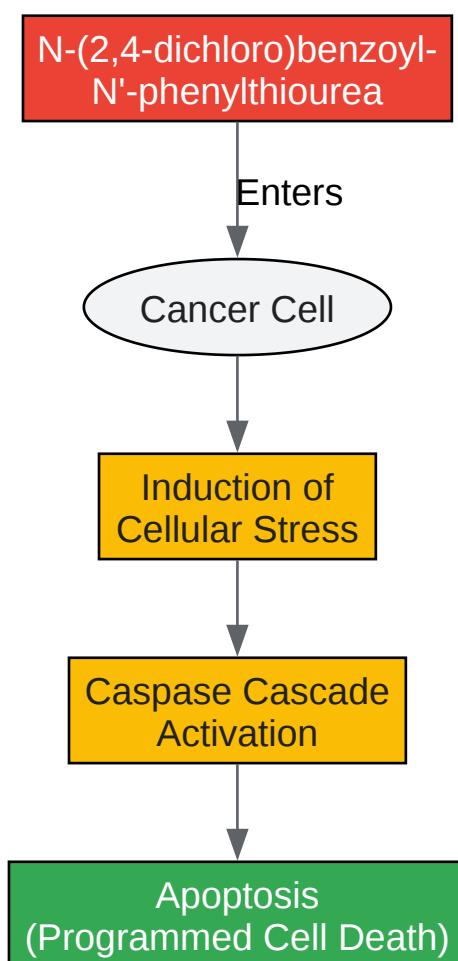 N-(2,4-dichloro)benzoyl-
N'-phenylthiourea
Enters
Cancer Cell
Induction of
Cellular Stress
Caspase Cascade
Activation
Apoptosis
(Programmed Cell Death)